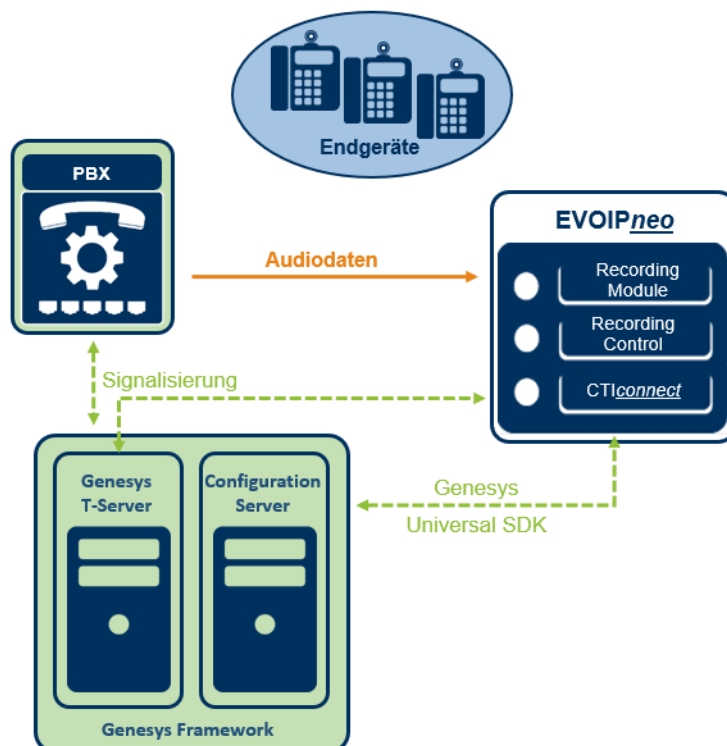 Endgeräte
PBX
EVOIPneo
Audiodaten
Recording
Module
Recording
Control
CTIconnect
Signalisierung
Genesys
T-Server
Configuration
Server
Genesys
Universal SDK
Genesys Framework